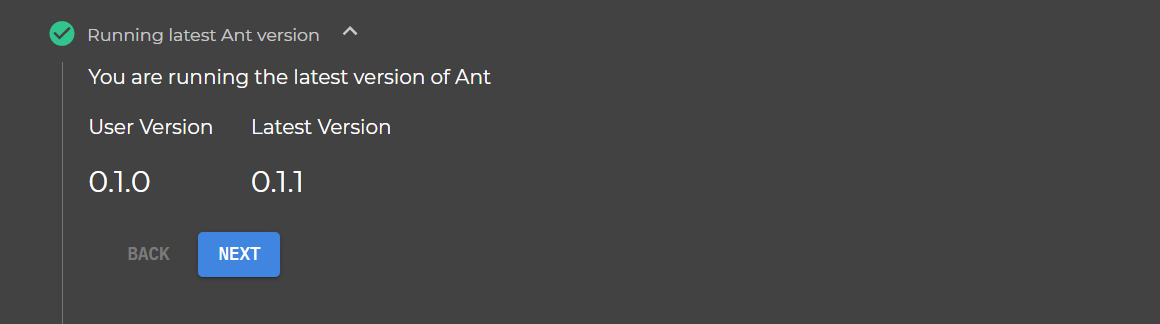 Running latest Ant version
You are running the latest version of Ant
User Version Latest Version
0.1.0 0.1.1
BACK NEXT